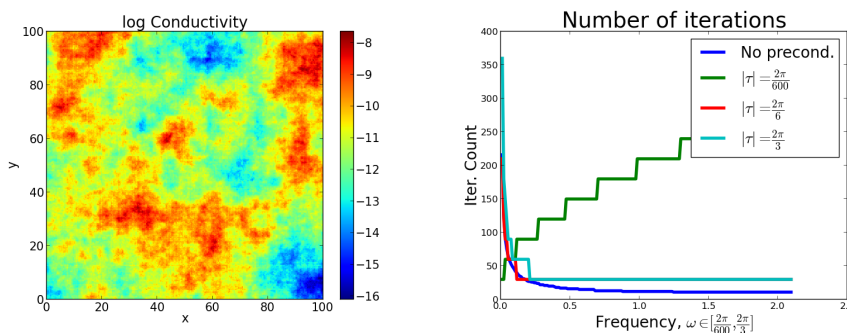 log Conductivity
100
80
60
40
20
0
0 20 40 60 80 100
x
y
−8
−9
−10
−11
−12
−13
−14
−15
−16
Number of iterations
400
350
300
250
200
150
100
50
0
0.0 0.5 1.0 1.5 2.0 2.5
Iter. Count
Frequency, ω∈[2π/600, 2π/3]
No precond.
|τ| = 2π/600
|τ| = 2π/6
|τ| = 2π/3